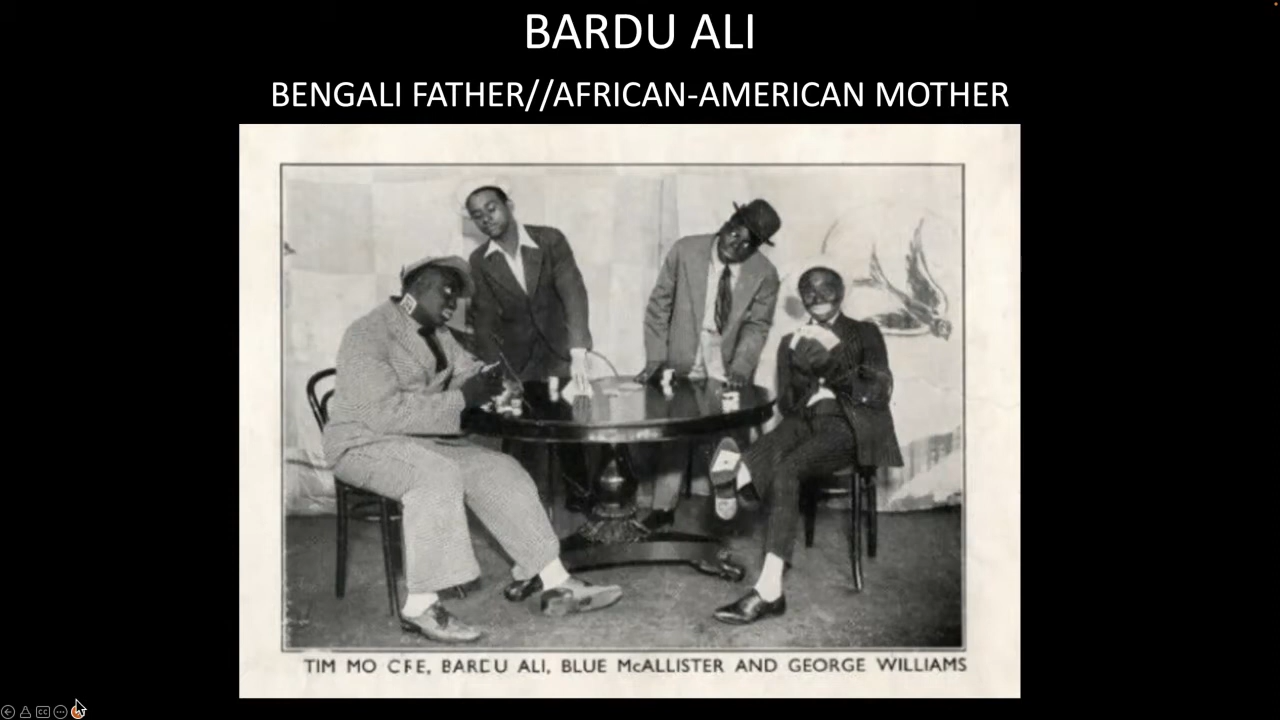 BARDU ALI
BENGALI FATHER//AFRICAN-AMERICAN MOTHER
TIM MO CFE, BARDU ALI, BLUE McALLISTER AND GEORGE WILLIAMS